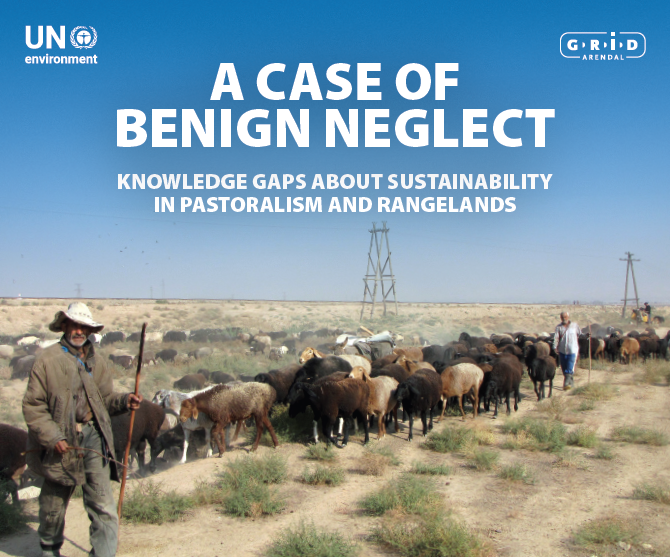 UN
environment
GRID
ARENDAL
A CASE OF
BENIGN NEGLECT
KNOWLEDGE GAPS ABOUT SUSTAINABILITY
IN PASTORALISM AND RANGELANDS